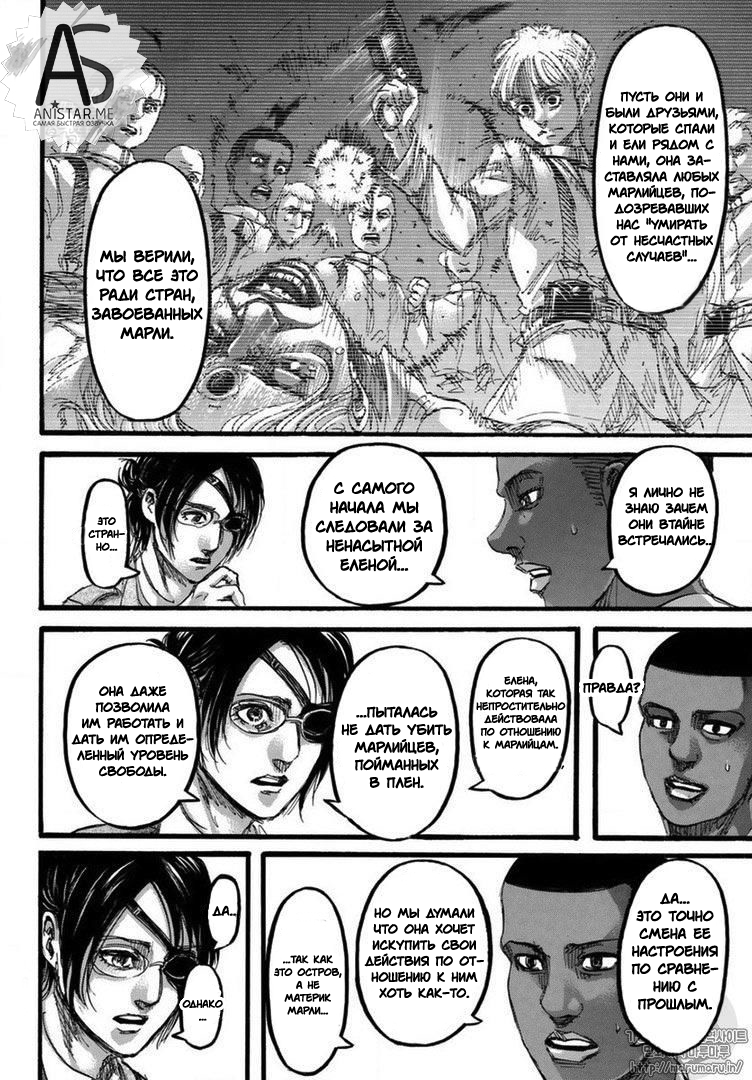 AS
ANISTAR.ME
САМАЯ БЫСТРАЯ ОЗВУЧКА
ПУСТЬ ОНИ И
БЫЛИ ДРУЗЬЯМИ,
КОТОРЫЕ СПАЛИ
И ЕЛИ РЯДОМ С
НАМИ, ОНА ЗА-
СТАВЛЯЛА ЛЮБЫХ
МАРЛИЙЦЕВ, ПО-
ДОЗРЕВАВШИХ
НАС "УМИРАТЬ
ОТ НЕСЧАСТНЫХ
СЛУЧАЕВ"...
МЫ ВЕРИЛИ,
ЧТО ВСЕ ЭТО
РАДИ СТРАН,
ЗАВОЕВАННЫХ
МАРЛИ.
Я ЛИЧНО НЕ
ЗНАЮ ЗАЧЕМ
ОНИ ВТАЙНЕ
ВСТРЕЧАЛИСЬ..
С САМОГО
НАЧАЛА МЫ
СЛЕДОВАЛИ ЗА
НЕНАСЫТНОЙ
ЕЛЕНОЙ...
ЭТО
СТРАН-
НО...
ПРАВДА?
ЕЛЕНА,
КОТОРАЯ ТАК
НЕПРОСТИТЕЛЬНО
ДЕЙСТВОВАЛА
ПО ОТНОШЕНИЮ
К МАРЛИЙЦАМ.
...ПЫТАЛАСЬ
НЕ ДАТЬ УБИТЬ
МАРЛИЙЦЕВ,
ПОЙМАННЫХ
В ПЛЕН.
ОНА ДАЖЕ
ПОЗВОЛИЛА
ИМ РАБОТАТЬ И
ДАТЬ ИМ ОПРЕДЕ-
ЛЕННЫЙ УРОВЕНЬ
СВОБОДЫ.
ДА...
ЭТО ТОЧНО
СМЕНА ЕЕ
НАСТРОЕНИЯ
ПО СРАВНЕ-
НИЮ С
ПРОШЛЫМ.
НО МЫ ДУМАЛИ
ЧТО ОНА ХОЧЕТ
ИСКУПИТЬ СВОИ
ДЕЙСТВИЯ ПО ОТ-
НОШЕНИЮ К НИМ
ХОТЬ КАК-ТО.
...ТАК КАК
ЭТО ОСТРОВ,
А НЕ
МАТЕРИК
МАРЛИ...
ДА..
ОДНАКО
...
http://marumaru.in/